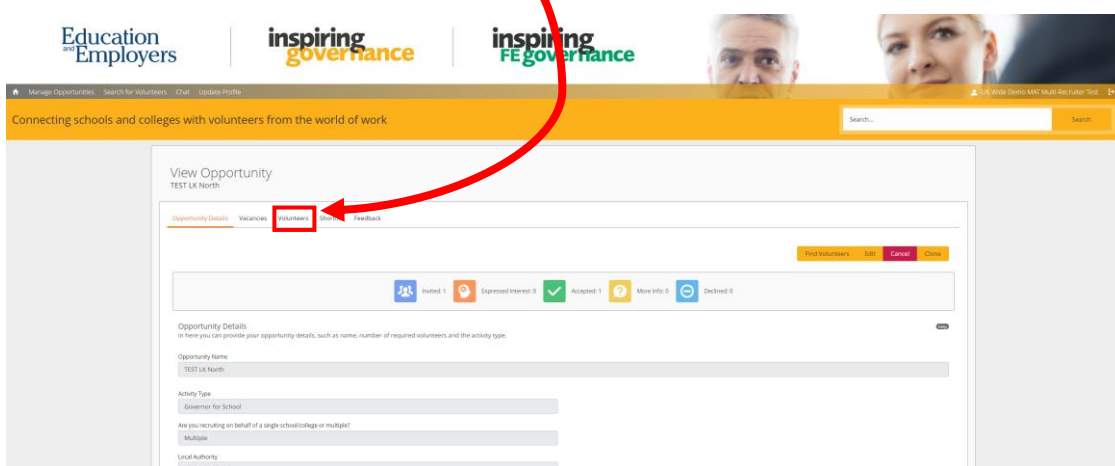 Education
and Employers
inspiring
governance
inspiring
FE governance
Manage Opportunities Search for Volunteers Chat Update Profile
UK Wide Demo MAT Multi-Recruiter Test
Connecting schools and colleges with volunteers from the world of work
Search...
Search
View Opportunity
TEST LK North
Opportunity Details Vacancies Volunteers Feedback
Find Volunteers Edit Cancel Clone
Invited: 1 Expressed Interest: 0 Accepted: 1 More Info: 0 Declined: 0
Opportunity Details
In here you can provide your opportunity details, such as name, number of required volunteers and the activity type.
Help
Opportunity Name
TEST LK North
Activity Type
Governor for School
Are you recruiting on behalf of a single school/college or multiple?
Multiple
Local Authority